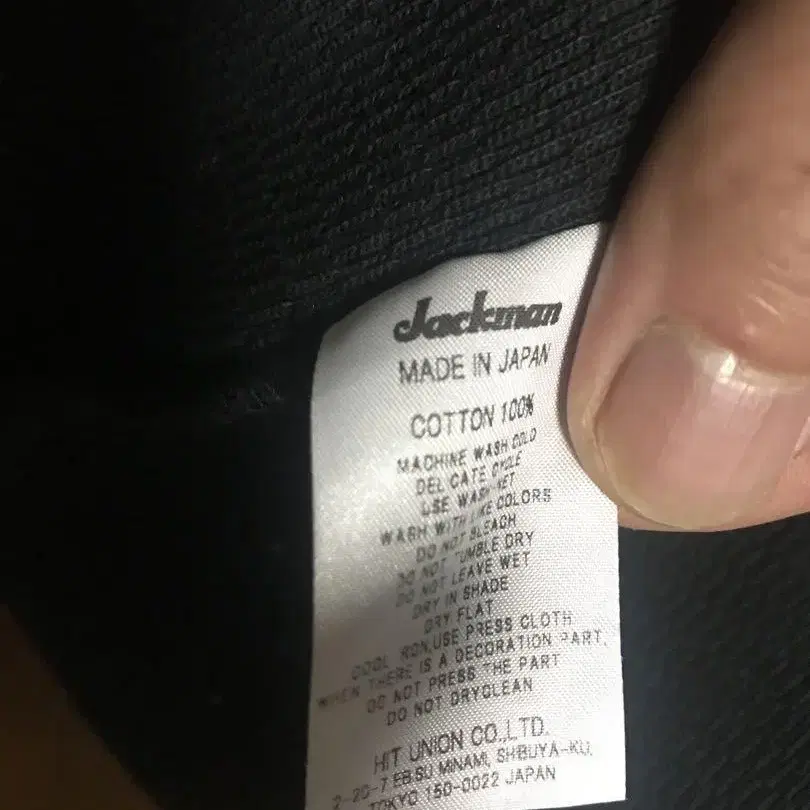 Jackman
MADE IN JAPAN
COTTON 100%
MACHINE WASH COLD
DELICATE CYCLE
USE WASH-NET
WASH WITH LIKE COLORS
DO NOT BLEACH
DO NOT TUMBLE DRY
DO NOT LEAVE WET
DRY IN SHADE
DRY FLAT
COOL IRON,USE PRESS CLOTH
WHEN THERE IS A DECORATION PART,
DO NOT PRESS THE PART
DO NOT DRYCLEAN
HIT UNION CO.,LTD.
2-20-7 EBISU MINAMI, SHIBUYA-KU,
TOKYO 150-0022 JAPAN